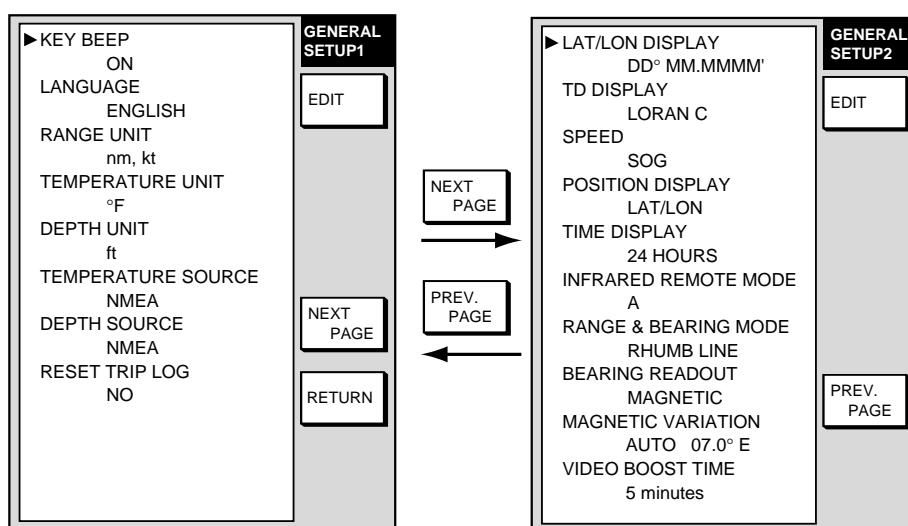 ▶KEY BEEP
ON
LANGUAGE
ENGLISH
RANGE UNIT
nm, kt
TEMPERATURE UNIT
°F
DEPTH UNIT
ft
TEMPERATURE SOURCE
NMEA
DEPTH SOURCE
NMEA
RESET TRIP LOG
NO
GENERAL
SETUP1
EDIT
NEXT
PAGE
RETURN
NEXT
PAGE
PREV.
PAGE
▶LAT/LON DISPLAY
DD° MM.MMMM'
TD DISPLAY
LORAN C
SPEED
SOG
POSITION DISPLAY
LAT/LON
TIME DISPLAY
24 HOURS
INFRARED REMOTE MODE
A
RANGE & BEARING MODE
RHUMB LINE
BEARING READOUT
MAGNETIC
MAGNETIC VARIATION
AUTO 07.0° E
VIDEO BOOST TIME
5 minutes
GENERAL
SETUP2
EDIT
PREV.
PAGE